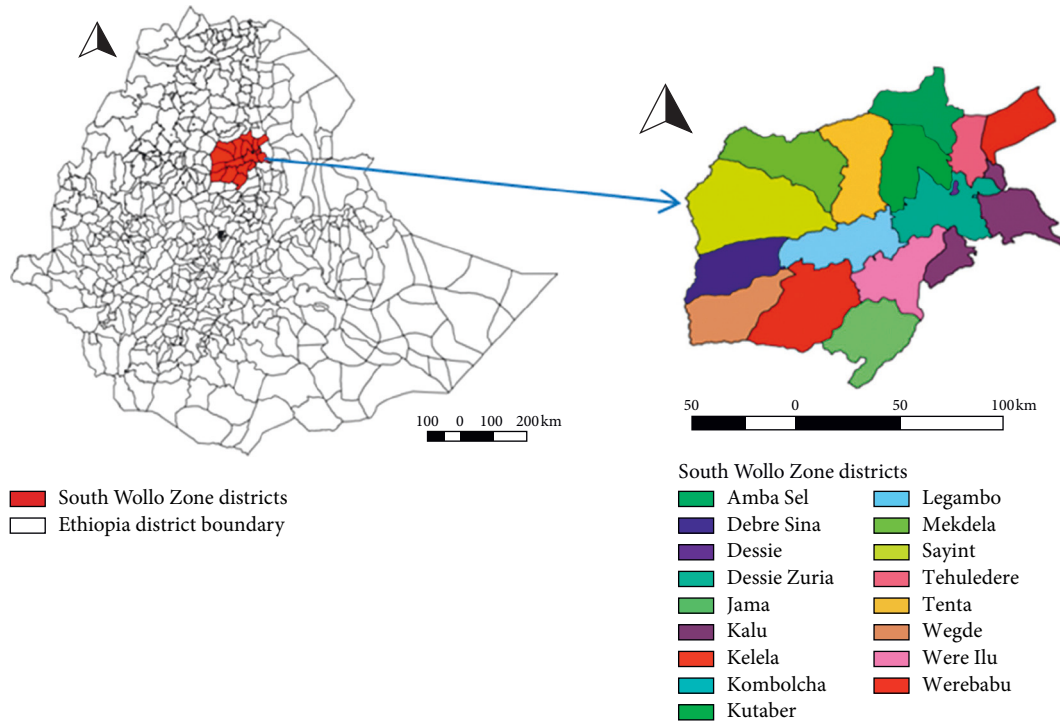 100 0 100 200 km
South Wollo Zone districts
Ethiopia district boundary
50 0 50 100 km
South Wollo Zone districts
Amba Sel
Debre Sina
Dessie
Dessie Zuria
Jama
Kalu
Kelela
Kombolcha
Kutaber
Legambo
Mekdela
Sayint
Tehuledere
Tenta
Wegde
Were Ilu
Werebabu